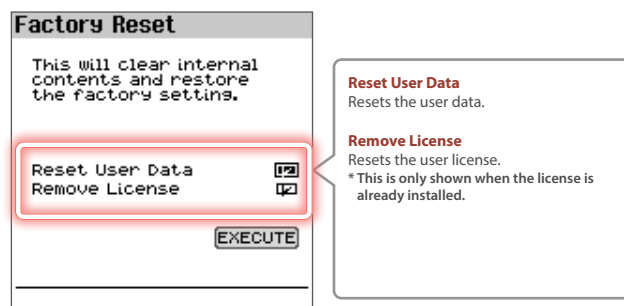 Factory Reset
This will clear internal
contents and restore
the factory setting.
Reset User Data
Remove License
EXECUTE
Reset User Data
Resets the user data.
Remove License
Resets the user license.
* This is only shown when the license is
already installed.